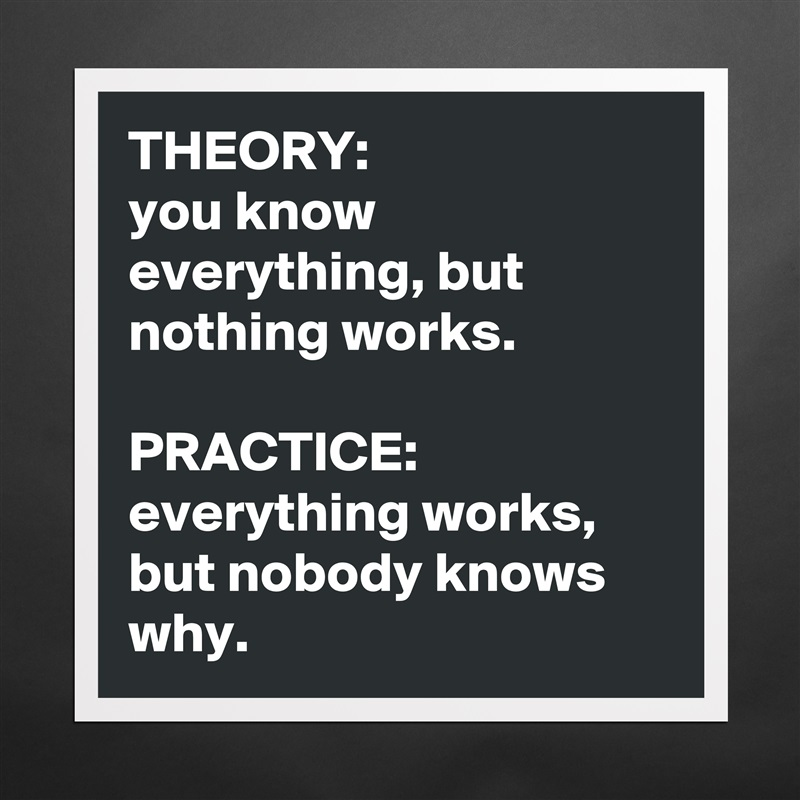 THEORY:
you know
everything, but
nothing works.
PRACTICE:
everything works,
but nobody knows
why.